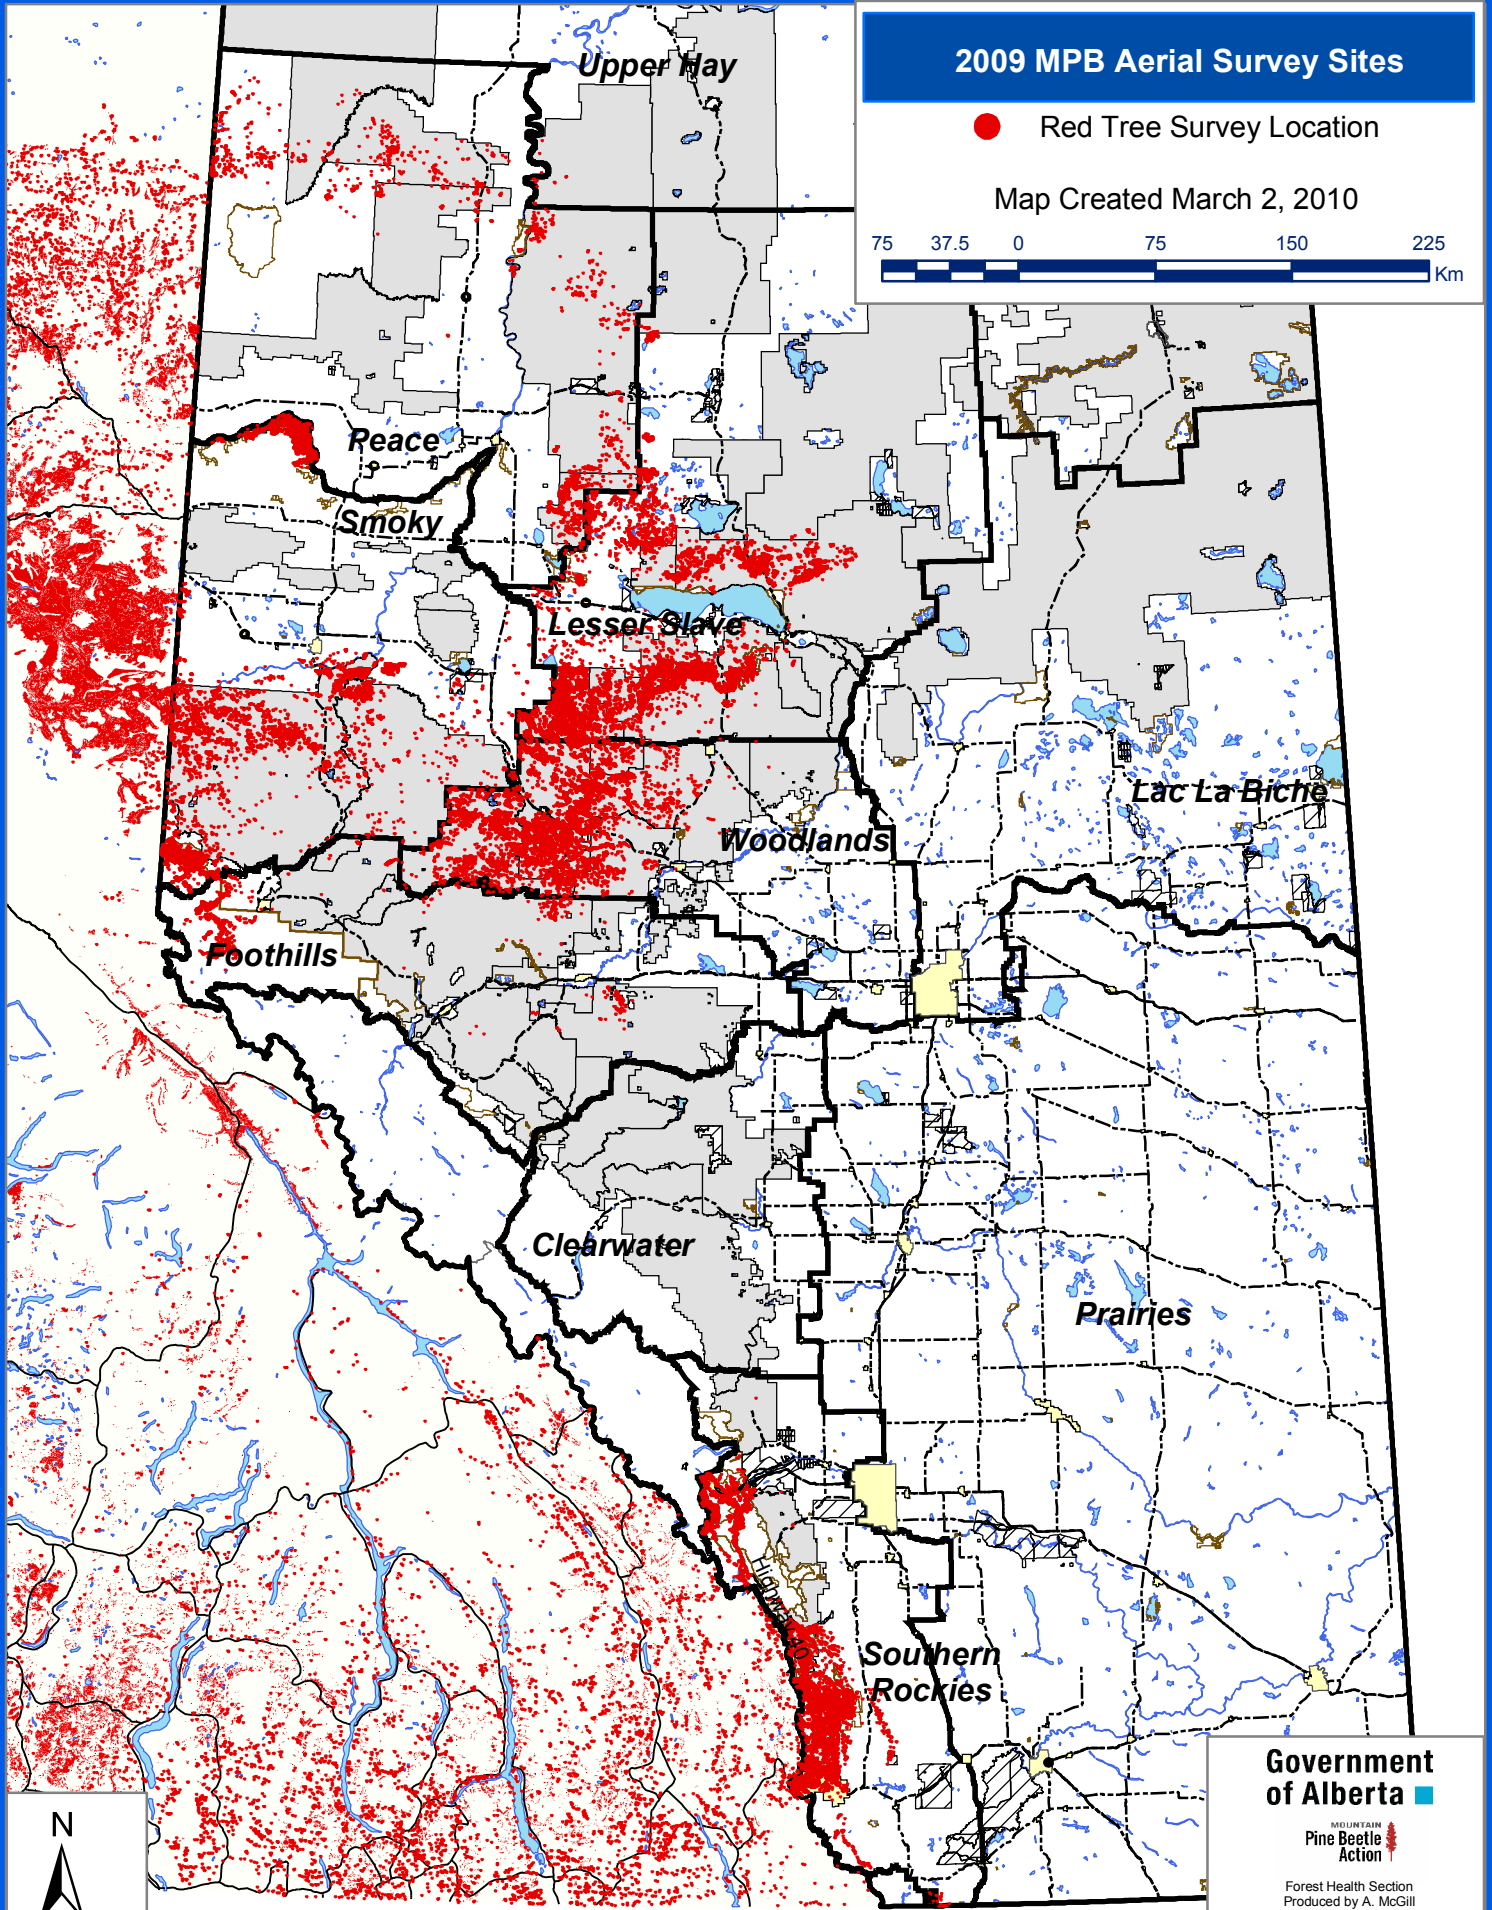 2009 MPB Aerial Survey Sites
Red Tree Survey Location
Map Created March 2, 2010
75 37.5 0 75 150 225
Km
Upper Hay
Peace
Smoky
Lesser Slave
Lac La Biche
Woodlands
Foothills
Clearwater
Prairies
Highway 40
Southern
Rockies
N
Government
of Alberta
MOUNTAIN
Pine Beetle
Action
Forest Health Section
Produced by A. McGill